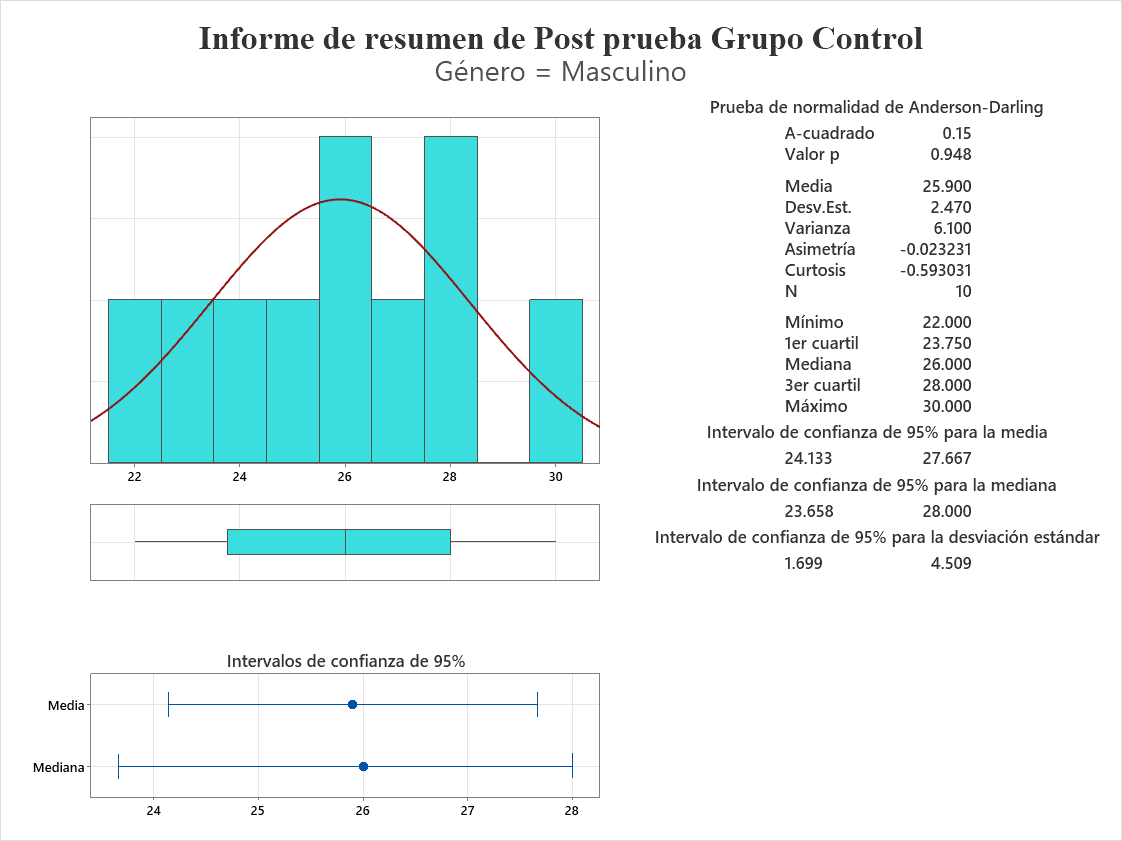 Informe de resumen de Post prueba Grupo Control
Género = Masculino
22 24 26 28 30
Prueba de normalidad de Anderson-Darling
A-cuadrado 0.15
Valor p 0.948
Media 25.900
Desv.Est. 2.470
Varianza 6.100
Asimetría -0.023231
Curtosis -0.593031
N 10
Mínimo 22.000
1er cuartil 23.750
Mediana 26.000
3er cuartil 28.000
Máximo 30.000
Intervalo de confianza de 95% para la media
24.133 27.667
Intervalo de confianza de 95% para la mediana
23.658 28.000
Intervalo de confianza de 95% para la desviación estándar
1.699 4.509
Intervalos de confianza de 95%
Media
Mediana
24 25 26 27 28